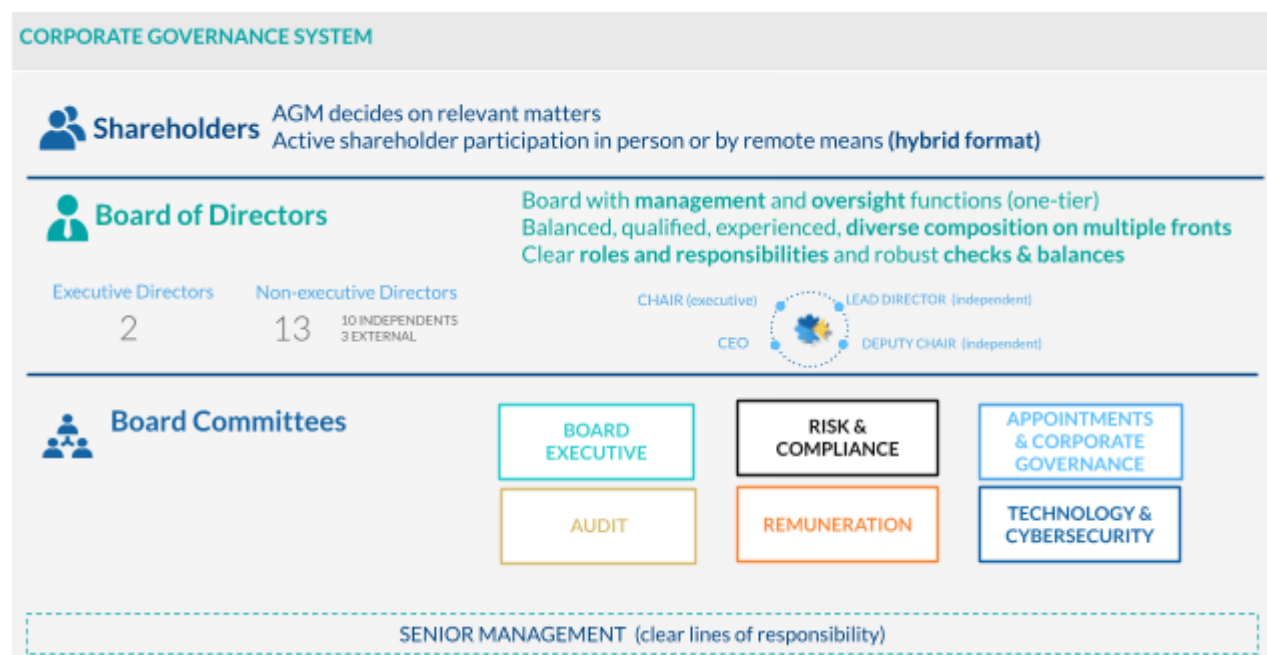 CORPORATE GOVERNANCE SYSTEM
Shareholders
AGM decides on relevant matters
Active shareholder participation in person or by remote means (hybrid format)
Board of Directors
Board with management and oversight functions (one-tier)
Balanced, qualified, experienced, diverse composition on multiple fronts
Clear roles and responsibilities and robust checks & balances
Executive Directors
2
Non-executive Directors
13
10 INDEPENDENTS
3 EXTERNAL
CHAIR (executive)
LEAD DIRECTOR (independent)
CEO
DEPUTY CHAIR (independent)
Board Committees
BOARD
EXECUTIVE
RISK &
COMPLIANCE
APPOINTMENTS
& CORPORATE
GOVERNANCE
AUDIT
REMUNERATION
TECHNOLOGY &
CYBERSECURITY
SENIOR MANAGEMENT (clear lines of responsibility)